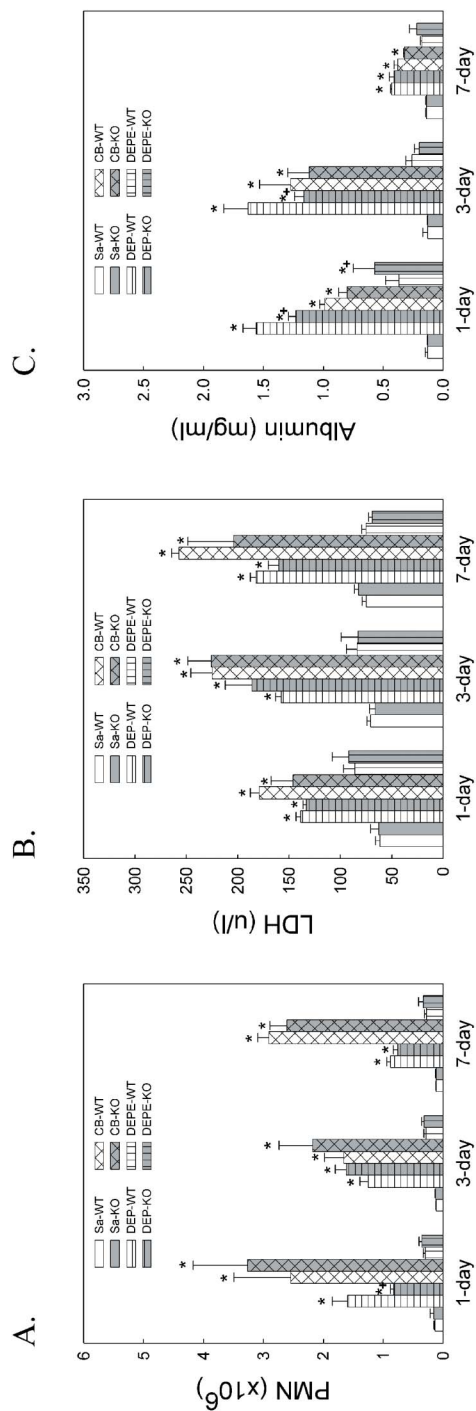 A.
Sa-WT CB-WT
Sa-KO CB-KO
DEP-WT DEPE-WT
DEP-KO DEPE-KO
PMN (x10⁶)
6
5
4
3
2
1
0
1-day 3-day 7-day
B.
Sa-WT CB-WT
Sa-KO CB-KO
DEP-WT DEPE-WT
DEP-KO DEPE-KO
LDH (u/l)
350
300
250
200
150
100
50
0
1-day 3-day 7-day
C.
Sa-WT CB-WT
Sa-KO CB-KO
DEP-WT DEPE-WT
DEP-KO DEPE-KO
Albumin (mg/ml)
3.0
2.5
2.0
1.5
1.0
0.5
0.0
1-day 3-day 7-day